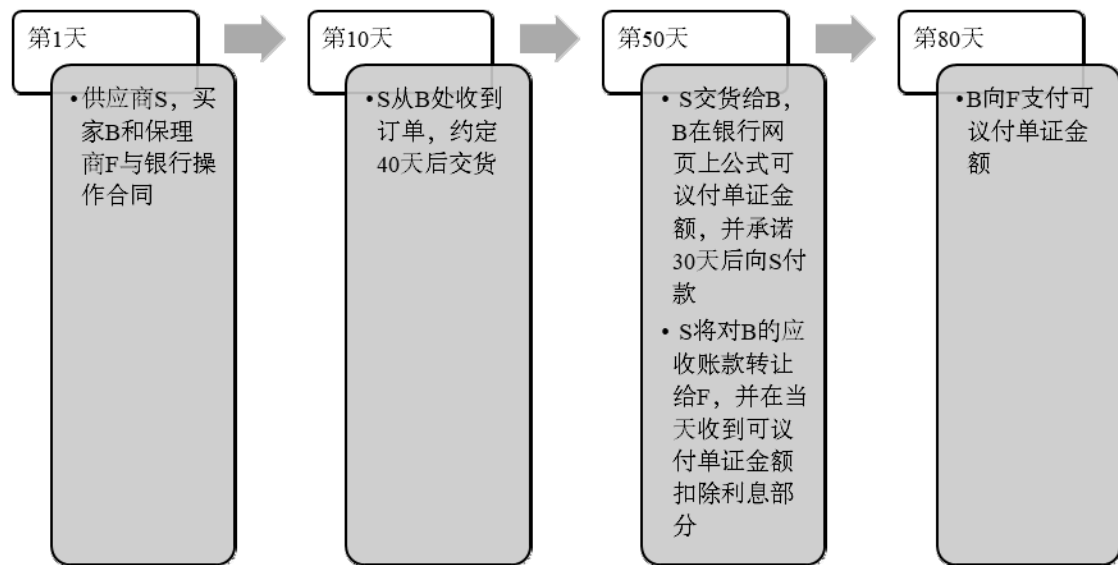 第1天
•供应商S，买
家B和保理
商F与银行操
作合同
第10天
•S从B处收到
订单，约定
40天后交货
第50天
• S交货给B，
B在银行网
页上公式可
议付单证金
额，并承诺
30天后向S付
款
• S将对B的应
收账款转让
给F，并在当
天收到可议
付单证金额
扣除利息部
分
第80天
•B向F支付可
议付单证金
额